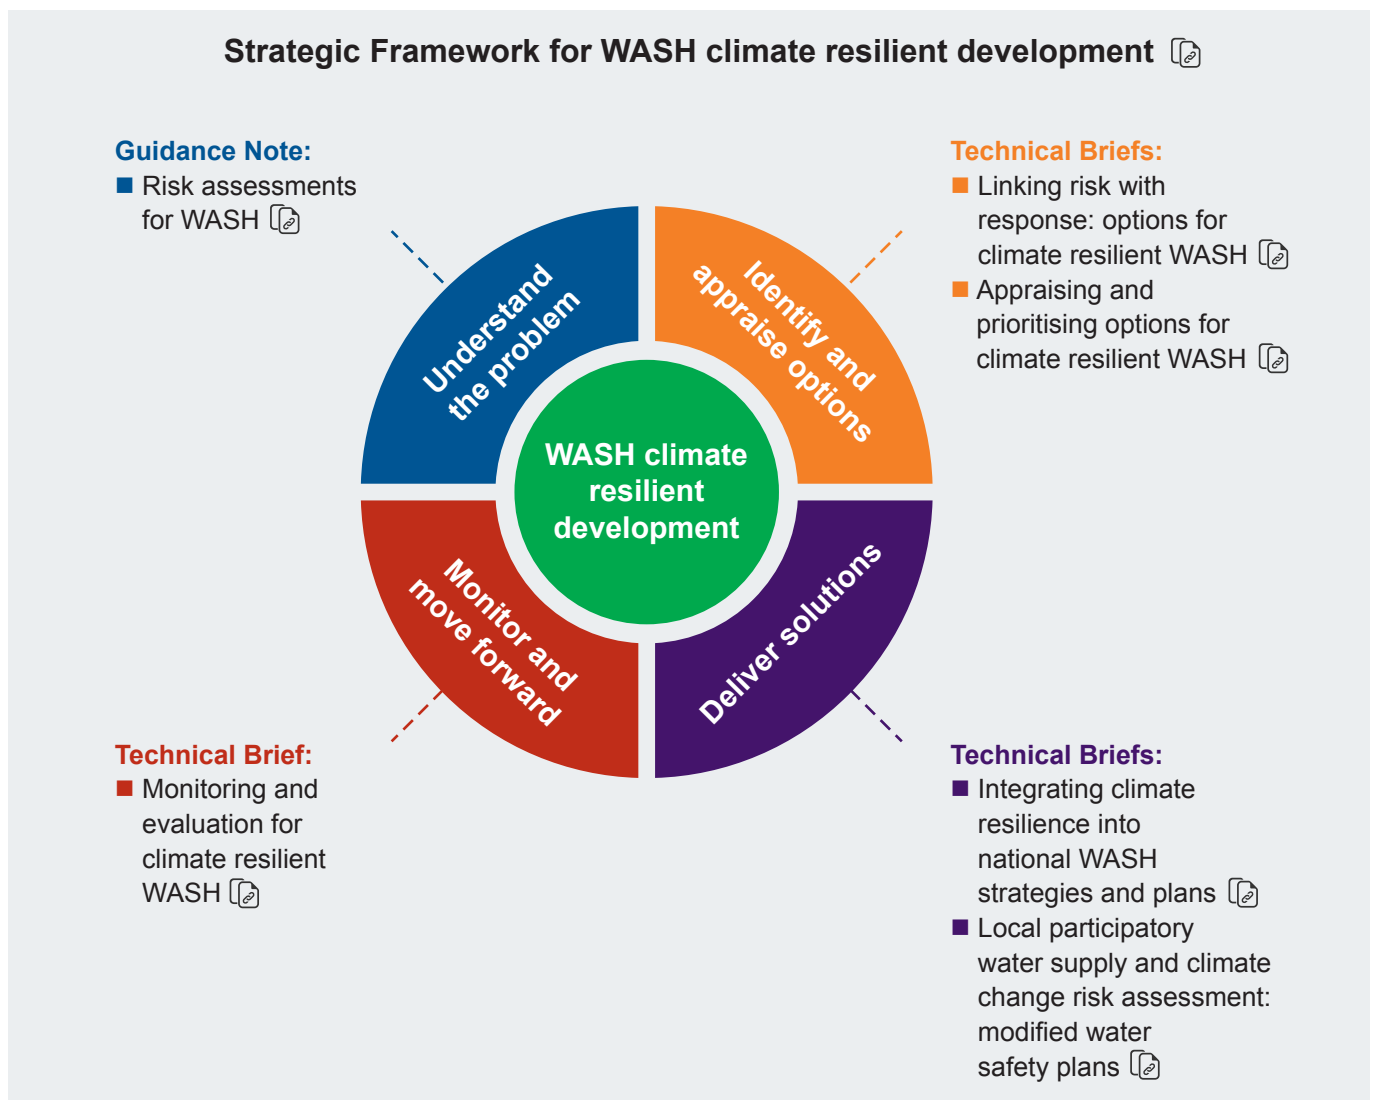 Strategic Framework for WASH climate resilient development
Guidance Note:
■ Risk assessments
for WASH
Technical Briefs:
■ Linking risk with
response: options for
climate resilient WASH
■ Appraising and
prioritising options for
climate resilient WASH
Understand
the problem
Identify and
appraise options
WASH climate
resilient
development
Monitor and
move forward
Deliver solutions
Technical Brief:
■ Monitoring and
evaluation for
climate resilient
WASH
Technical Briefs:
■ Integrating climate
resilience into
national WASH
strategies and plans
■ Local participatory
water supply and climate
change risk assessment:
modified water
safety plans